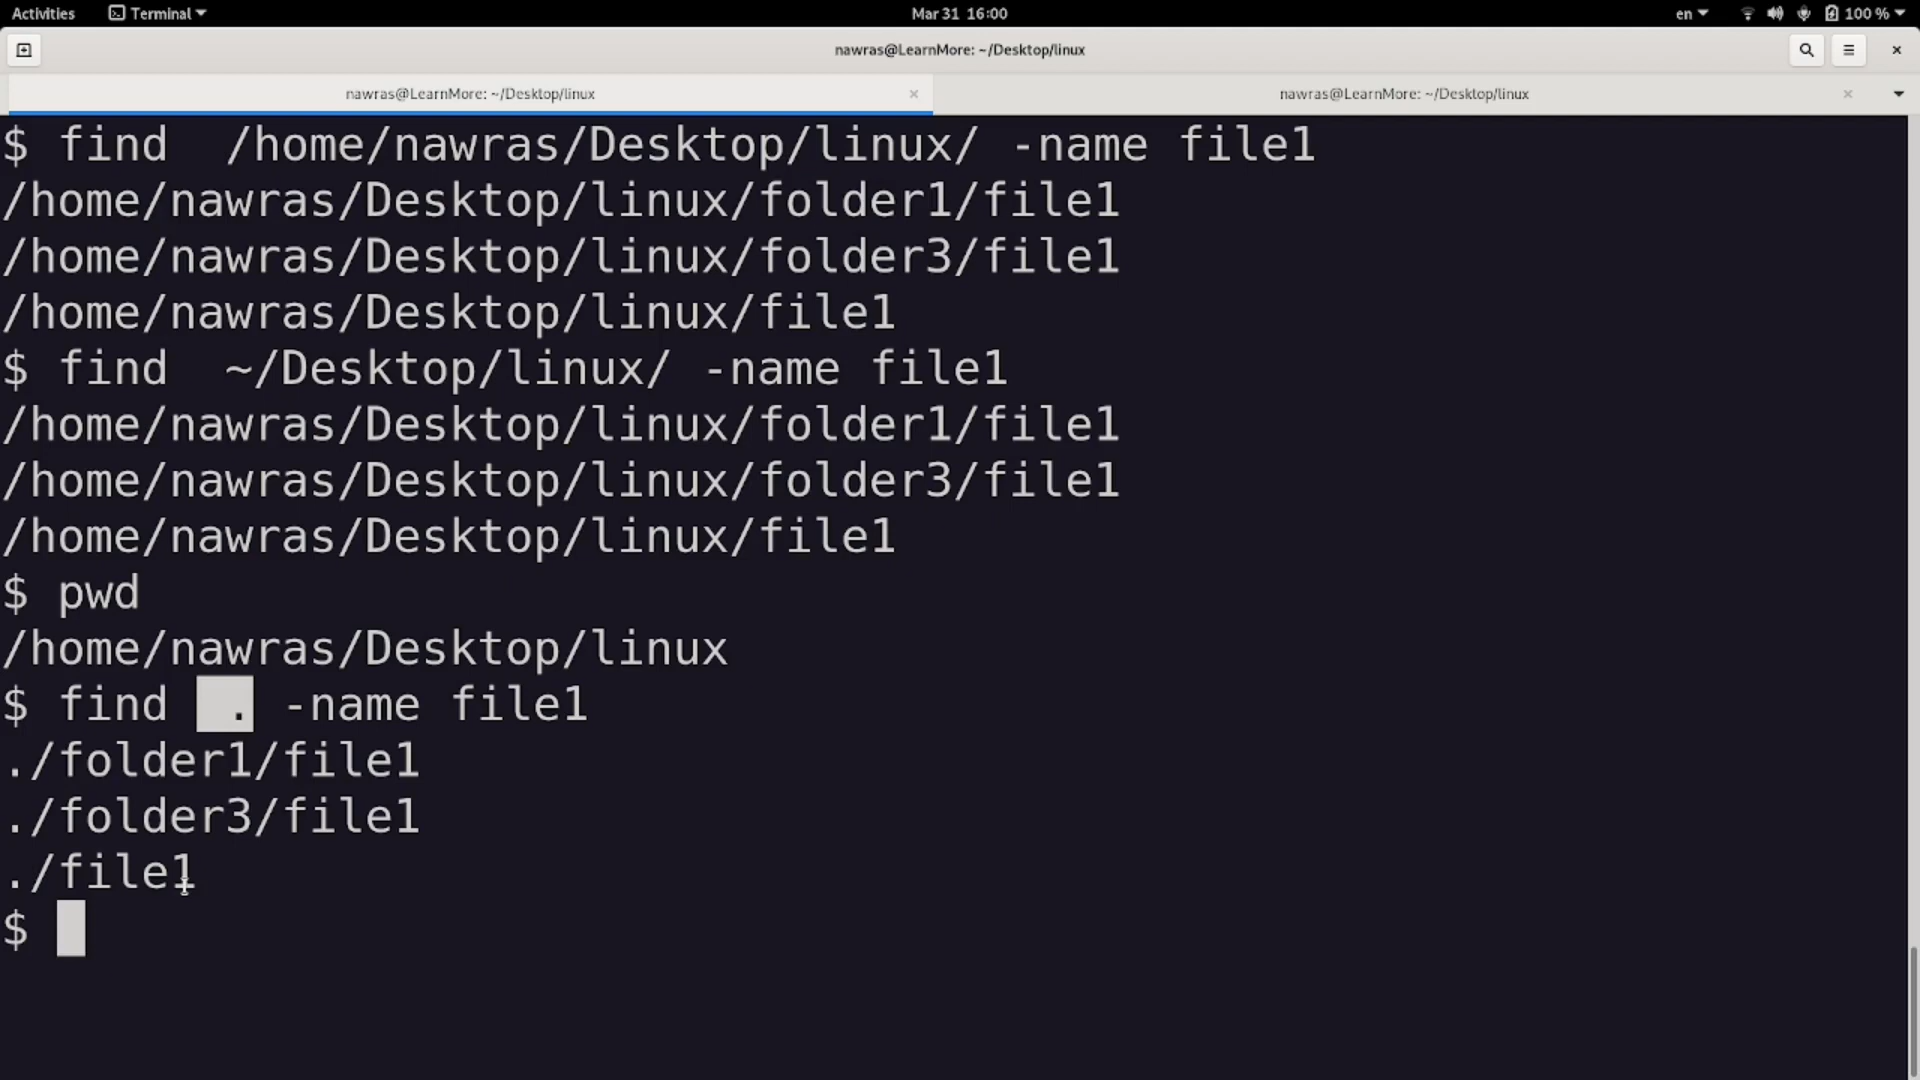 Activities Terminal Mar 31 16:00 en 100 %
nawras@LearnMore: ~/Desktop/linux
nawras@LearnMore: ~/Desktop/linux nawras@LearnMore: ~/Desktop/linux
$ find  /home/nawras/Desktop/linux/ -name file1
/home/nawras/Desktop/linux/folder1/file1
/home/nawras/Desktop/linux/folder3/file1
/home/nawras/Desktop/linux/file1
$ find  ~/Desktop/linux/ -name file1
/home/nawras/Desktop/linux/folder1/file1
/home/nawras/Desktop/linux/folder3/file1
/home/nawras/Desktop/linux/file1
$ pwd
/home/nawras/Desktop/linux
$ find  . -name file1
./folder1/file1
./folder3/file1
./file1
$